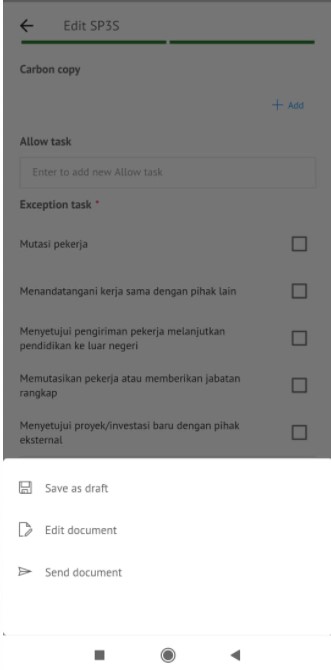 Edit SP3S
Carbon copy
+ Add
Allow task
Enter to add new Allow task
Exception task *
Mutasi pekerja
Menandatangani kerja sama dengan pihak lain
Menyetujui pengiriman pekerja melanjutkan
pendidikan ke luar negeri
Memutasikan pekerja atau memberikan jabatan
rangkap
Menyetujui proyek/investasi baru dengan pihak
eksternal
Save as draft
Edit document
Send document